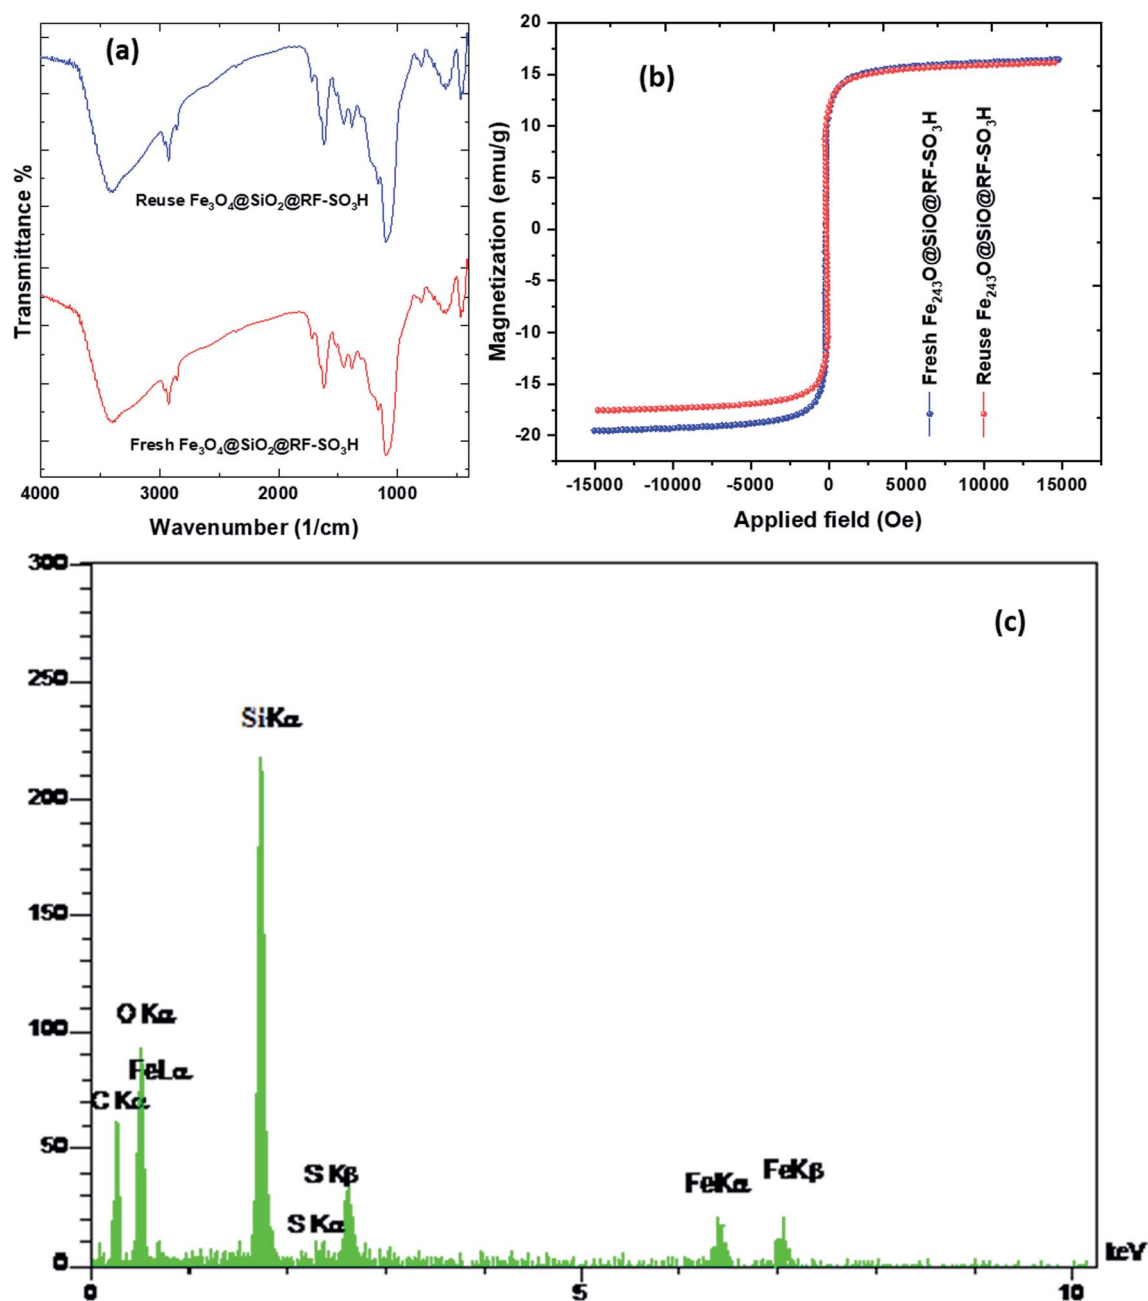 (a)
Transmittance %
Reuse Fe₃O₄@SiO₂@RF-SO₃H
Fresh Fe₃O₄@SiO₂@RF-SO₃H
4000 3000 2000 1000
Wavenumber (1/cm)
(b)
Magnetization (emu/g)
20
15
10
5
0
-5
-10
-15
-20
Fresh Fe₂₄₃O@SiO@RF-SO₃H
Reuse Fe₂₄₃O@SiO@RF-SO₃H
-15000 -10000 -5000 0 5000 10000 15000
Applied field (Oe)
(c)
300
250
200
150
100
50
0
SiKα
OKα
FeLα
CKα
SKβ
SKα
FeKα
FeKβ
keV
0 5 10